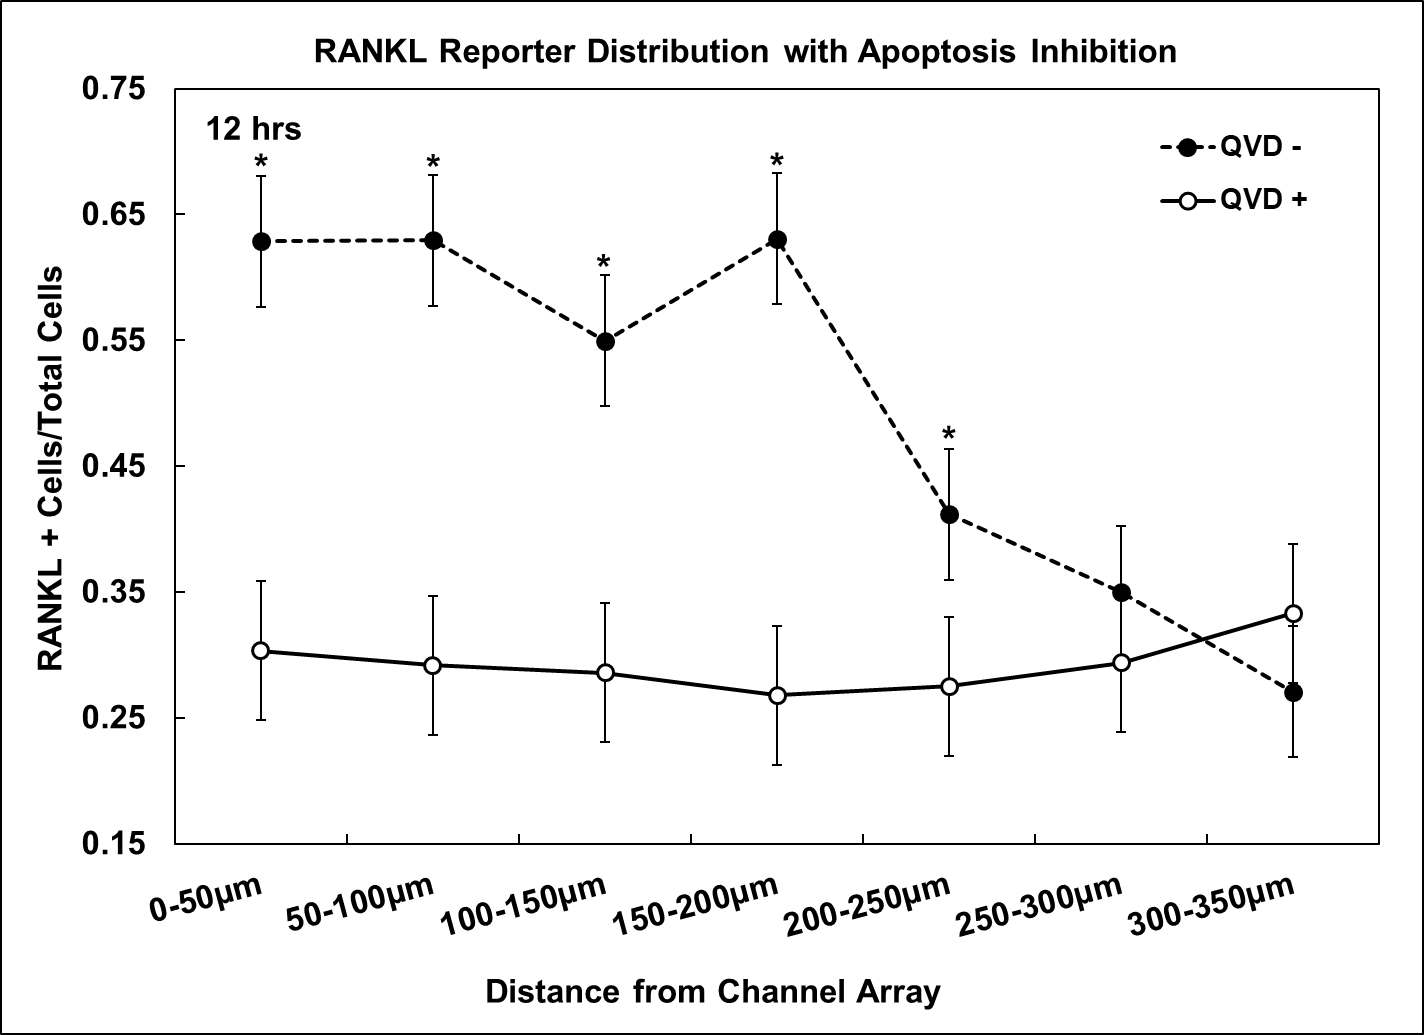 RANKL Reporter Distribution with Apoptosis Inhibition
0.75
0.65
0.55
0.45
0.35
0.25
0.15
RANKL + Cells/Total Cells
12 hrs
*
*
*
*
*
QVD -
QVD +
0-50µm
50-100µm
100-150µm
150-200µm
200-250µm
250-300µm
300-350µm
Distance from Channel Array